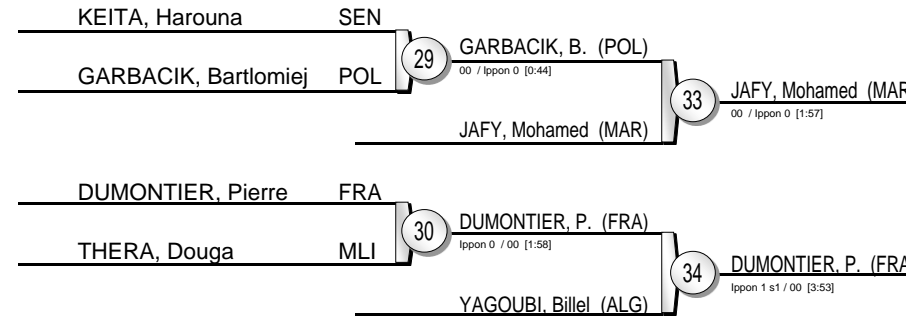 KEITA, Harouna SEN
29
GARBACIK, B. (POL)
00 / Ippon 0 [0:44]
GARBACIK, Bartlomiej POL
33
JAFY, Mohamed (MAR
00 / Ippon 0 [1:57]
JAFY, Mohamed (MAR)
DUMONTIER, Pierre FRA
30
DUMONTIER, P. (FRA)
Ippon 0 / 00 [1:58]
THERA, Douga MLI
34
DUMONTIER, P. (FRA
Ippon 1 s1 / 00 [3:53]
YAGOUBI, Billel (ALG)